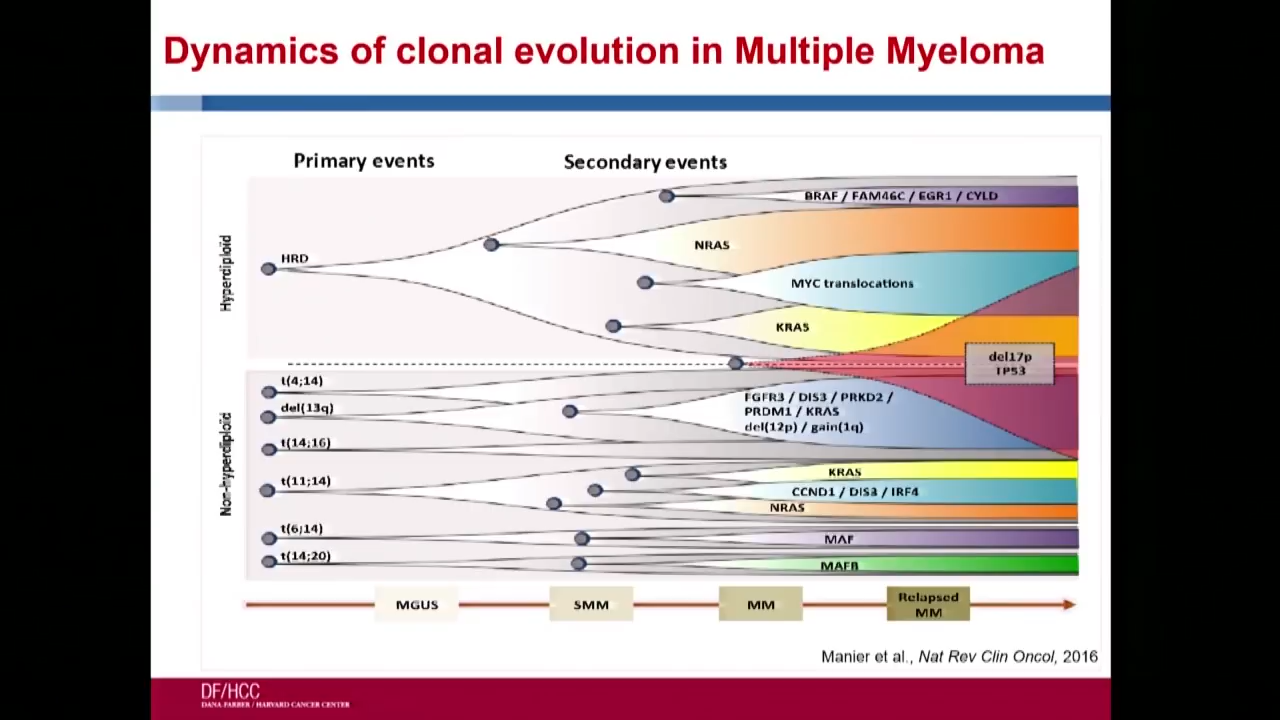 Dynamics of clonal evolution in Multiple Myeloma
Primary events
Secondary events
Hyperdiploid
HRD
BRAF / FAM46C / EGR1 / CYLD
NRAS
MYC translocations
KRAS
del17p
TP53
Non-hyperdiploid
t(4;14)
del(13q)
t(14;16)
t(11;14)
t(6;14)
t(14;20)
FGFR3 / DIS3 / PRKD2 /
PRDM1 / KRAS
del(12p) / gain(1q)
KRAS
CCND1 / DIS3 / IRF4
NRAS
MAF
MAFB
MGUS
SMM
MM
Relapsed
MM
Manier et al., Nat Rev Clin Oncol, 2016
DF/HCC
DANA-FARBER / HARVARD CANCER CENTER